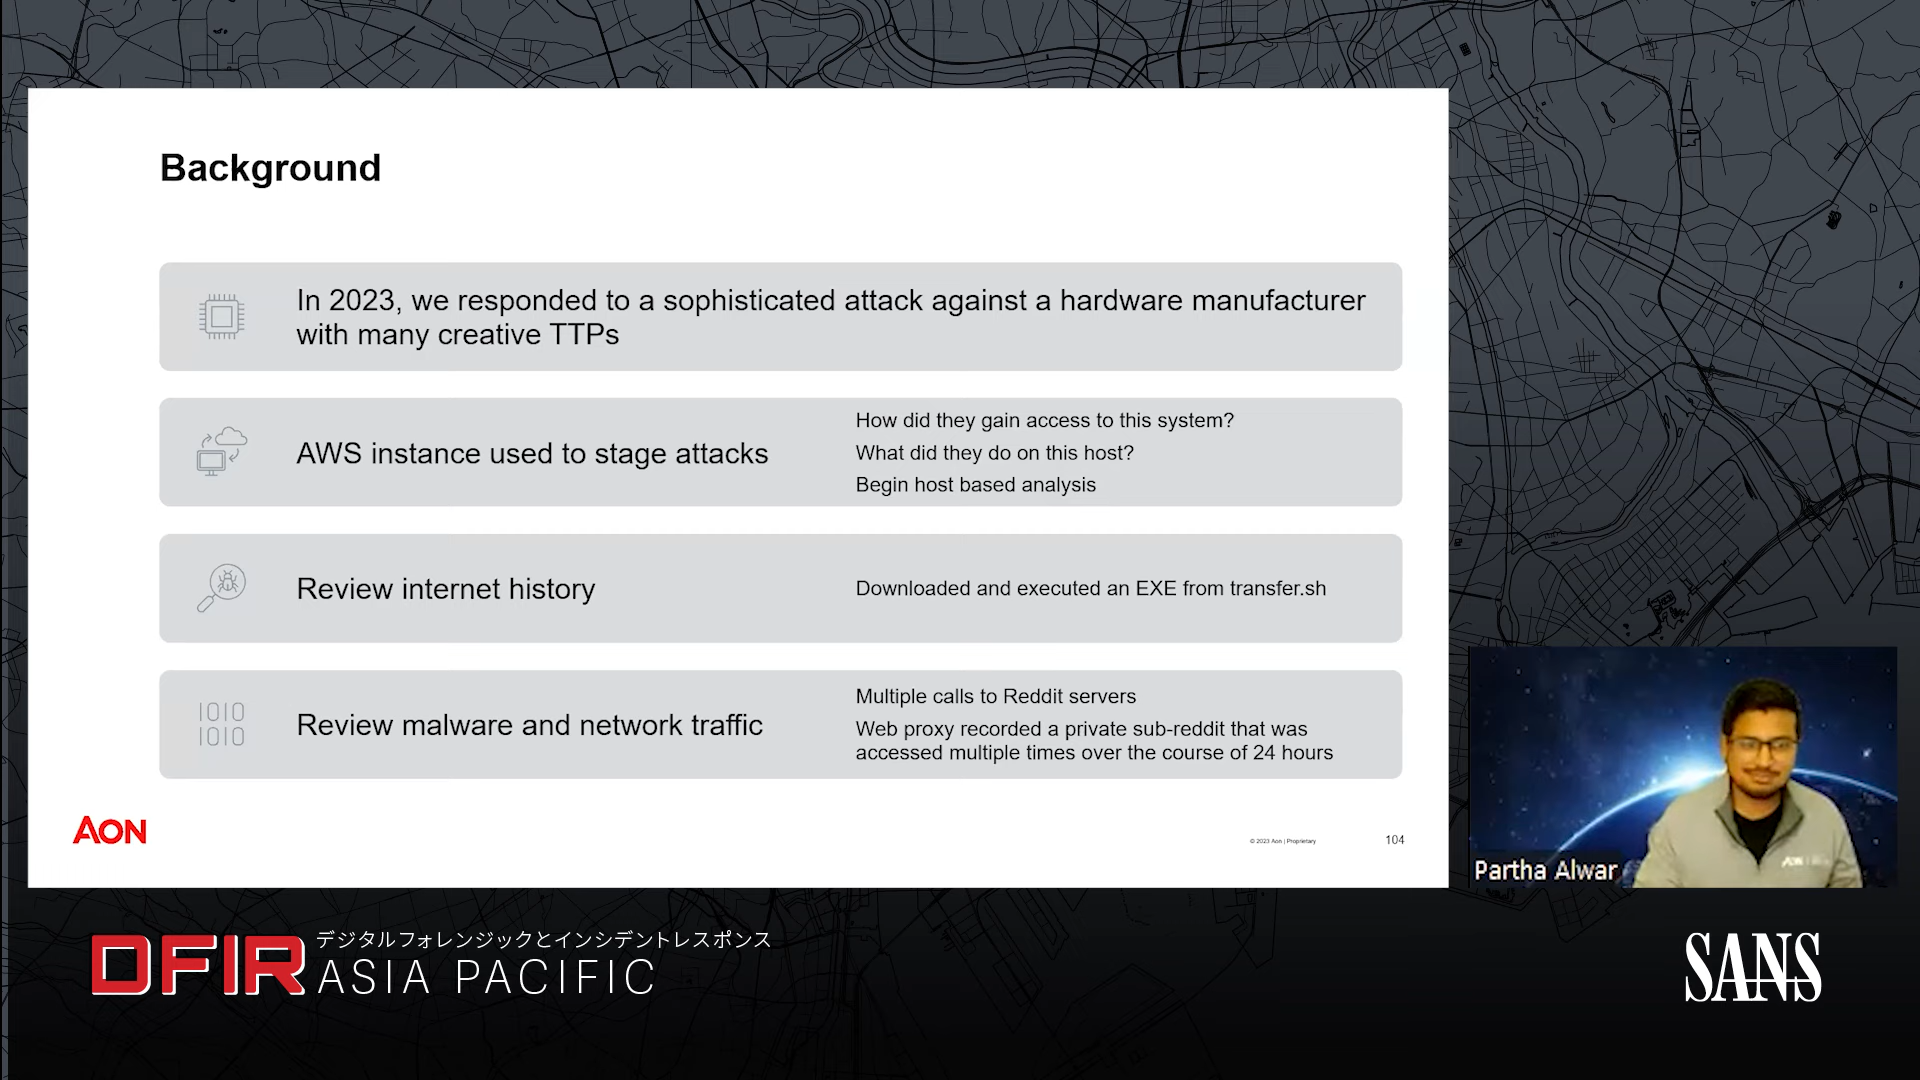 Background
In 2023, we responded to a sophisticated attack against a hardware manufacturer
with many creative TTPs
AWS instance used to stage attacks
How did they gain access to this system?
What did they do on this host?
Begin host based analysis
Review internet history
Downloaded and executed an EXE from transfer.sh
1010
1010
Review malware and network traffic
Multiple calls to Reddit servers
Web proxy recorded a private sub-reddit that was
accessed multiple times over the course of 24 hours
AON
© 2023 Aon | Proprietary
104
Partha Alwar
AON
DFIR
デジタルフォレンジックとインシデントレスポンス
ASIA PACIFIC
SANS